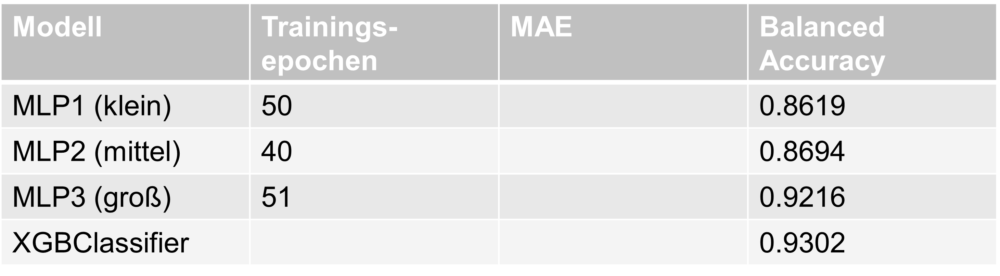 Modell
Trainings-
epochen
MAE
Balanced
Accuracy
MLP1 (klein)
50
0.8619
MLP2 (mittel)
40
0.8694
MLP3 (groß)
51
0.9216
XGBClassifier
0.9302